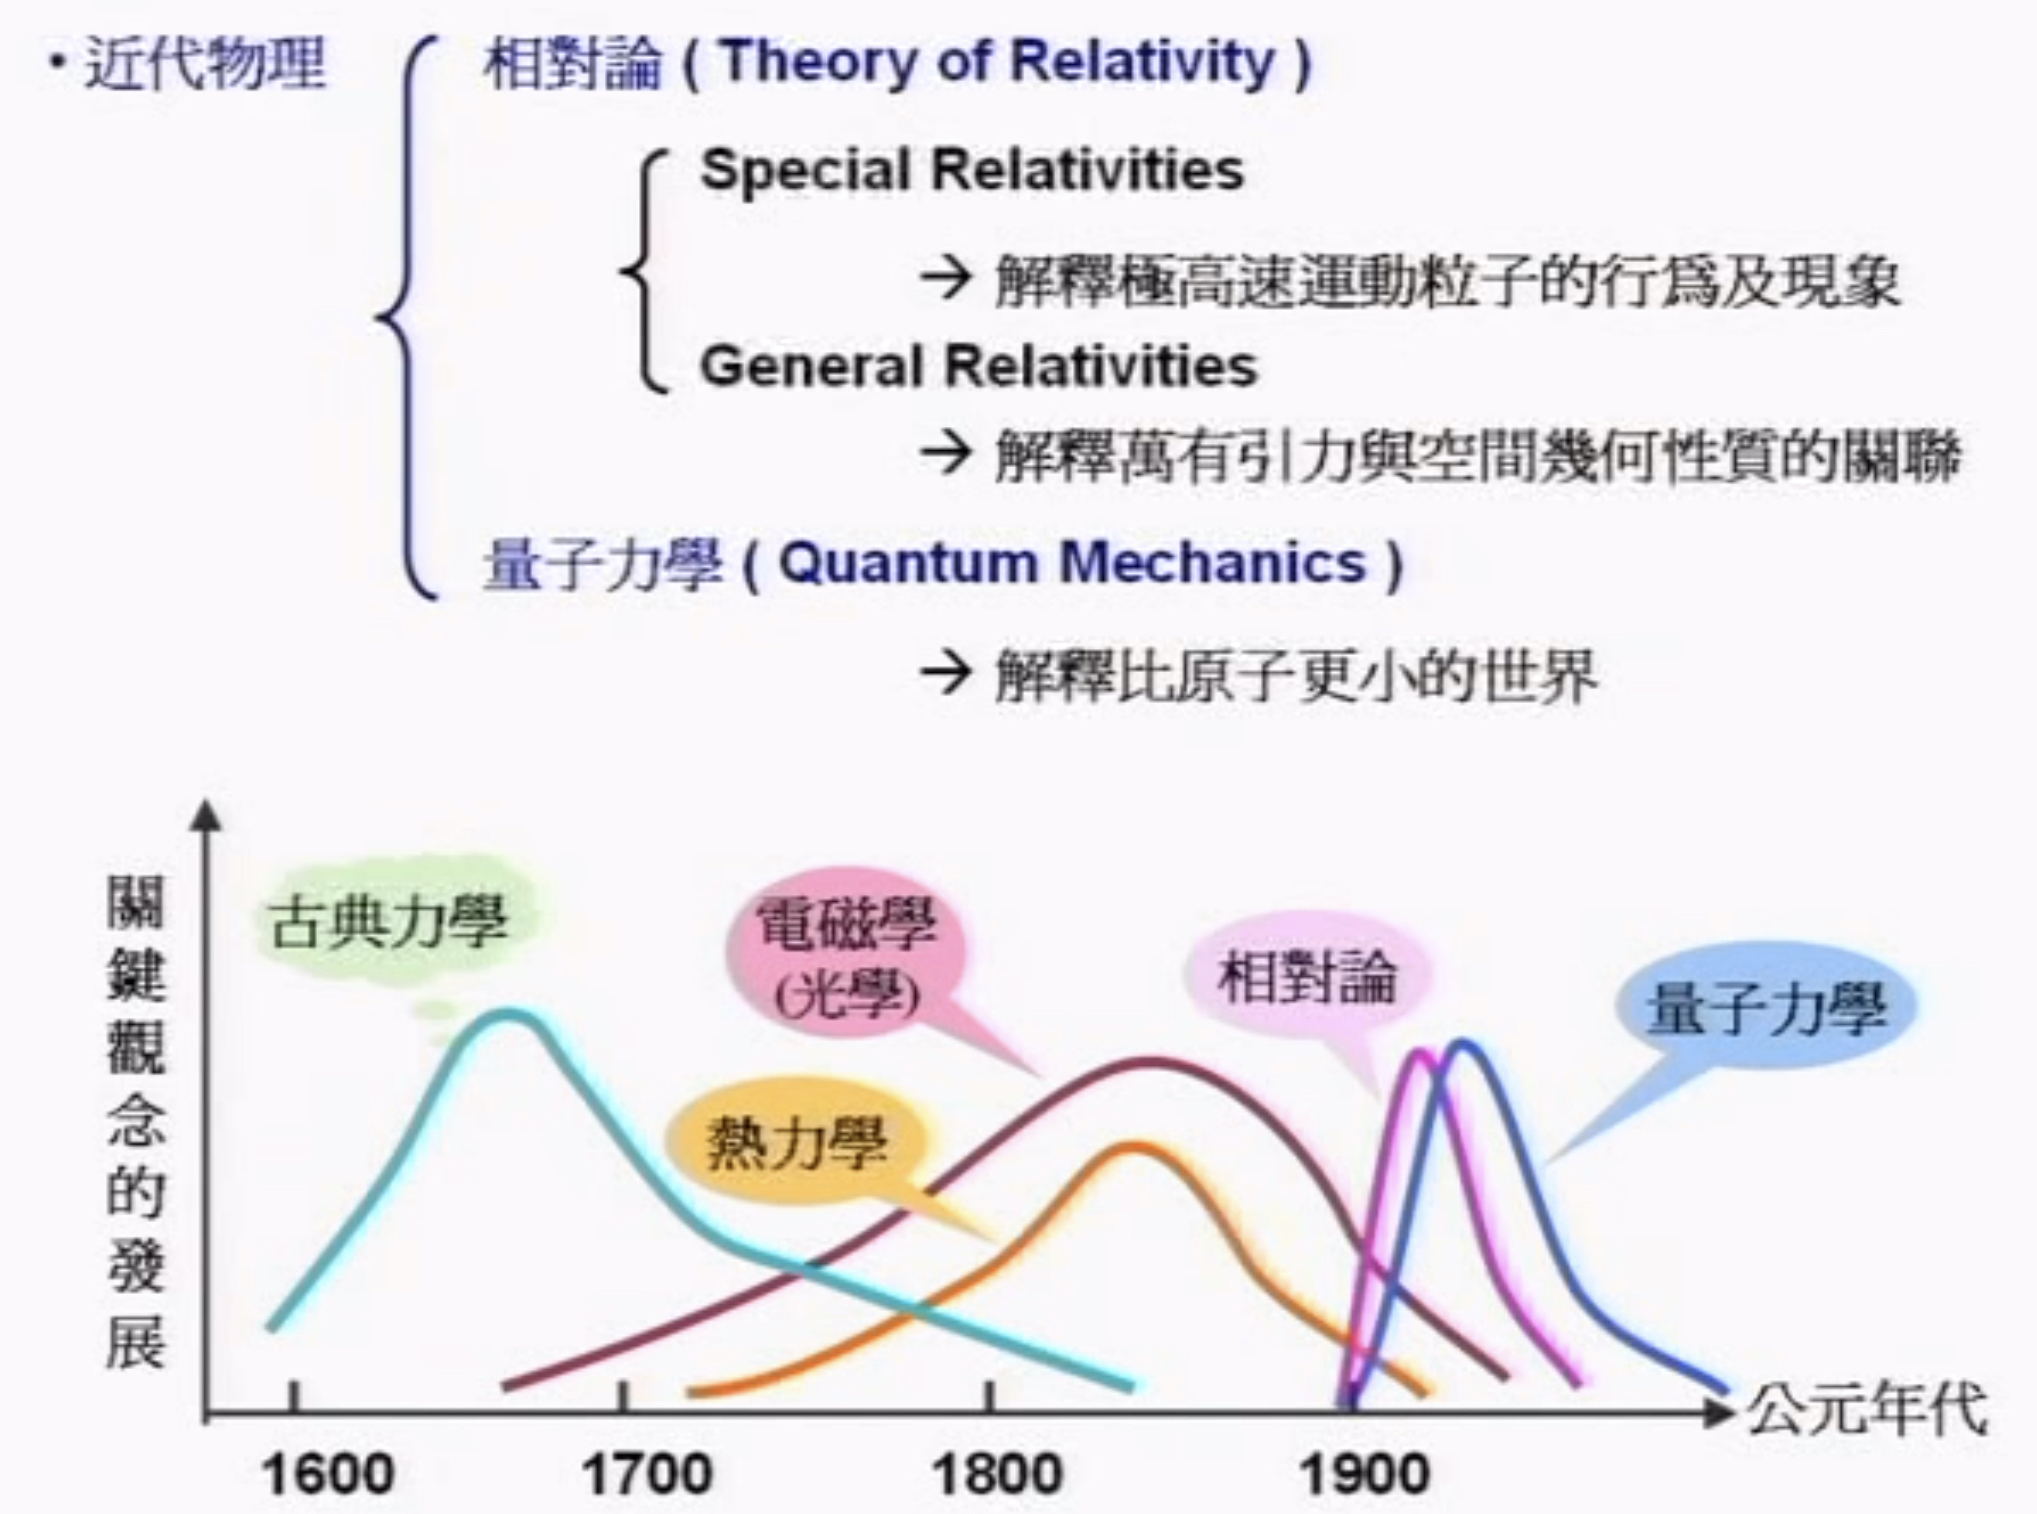 • 近代物理
相對論 ( Theory of Relativity )
Special Relativities
→ 解釋極高速運動粒子的行為及現象
General Relativities
→ 解釋萬有引力與空間幾何性質的關聯
量子力學 ( Quantum Mechanics )
→ 解釋比原子更小的世界
關鍵觀念的發展
古典力學
電磁學
(光學)
熱力學
相對論
量子力學
1600 1700 1800 1900
公元年代